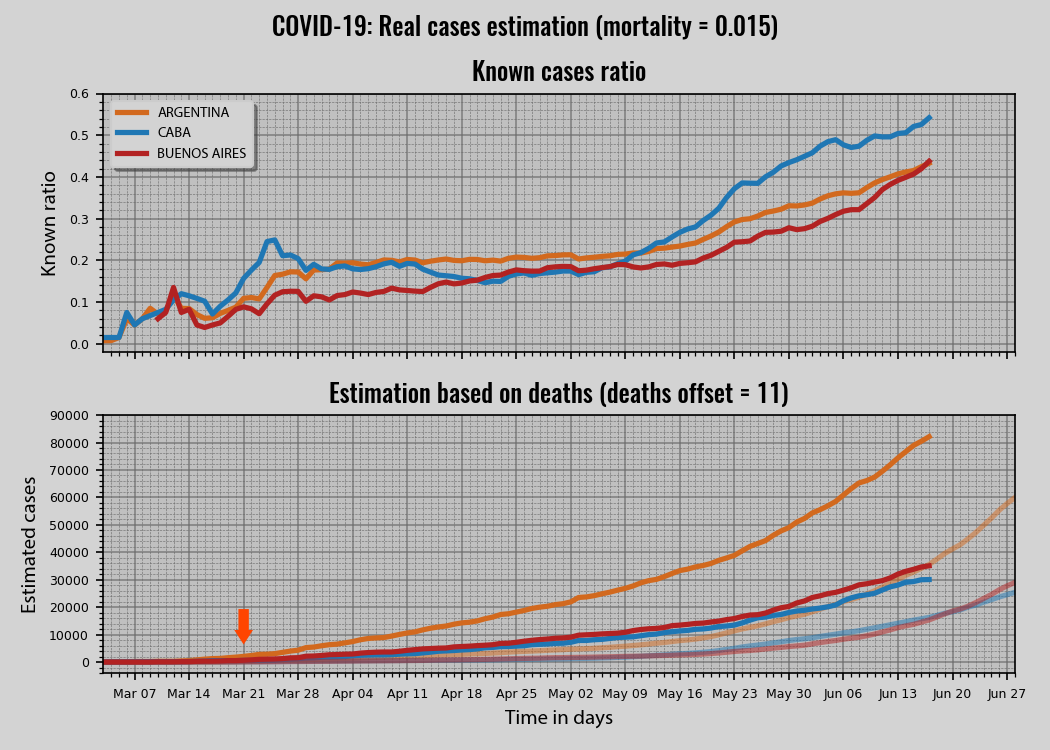 COVID-19: Real cases estimation (mortality = 0.015)
Known cases ratio
0.6
0.5
0.4
0.3
0.2
0.1
0.0
Known ratio
ARGENTINA
CABA
BUENOS AIRES
Estimation based on deaths (deaths offset = 11)
90000
80000
70000
60000
50000
40000
30000
20000
10000
0
Estimated cases
Mar 07 Mar 14 Mar 21 Mar 28 Apr 04 Apr 11 Apr 18 Apr 25 May 02 May 09 May 16 May 23 May 30 Jun 06 Jun 13 Jun 20 Jun 27
Time in days